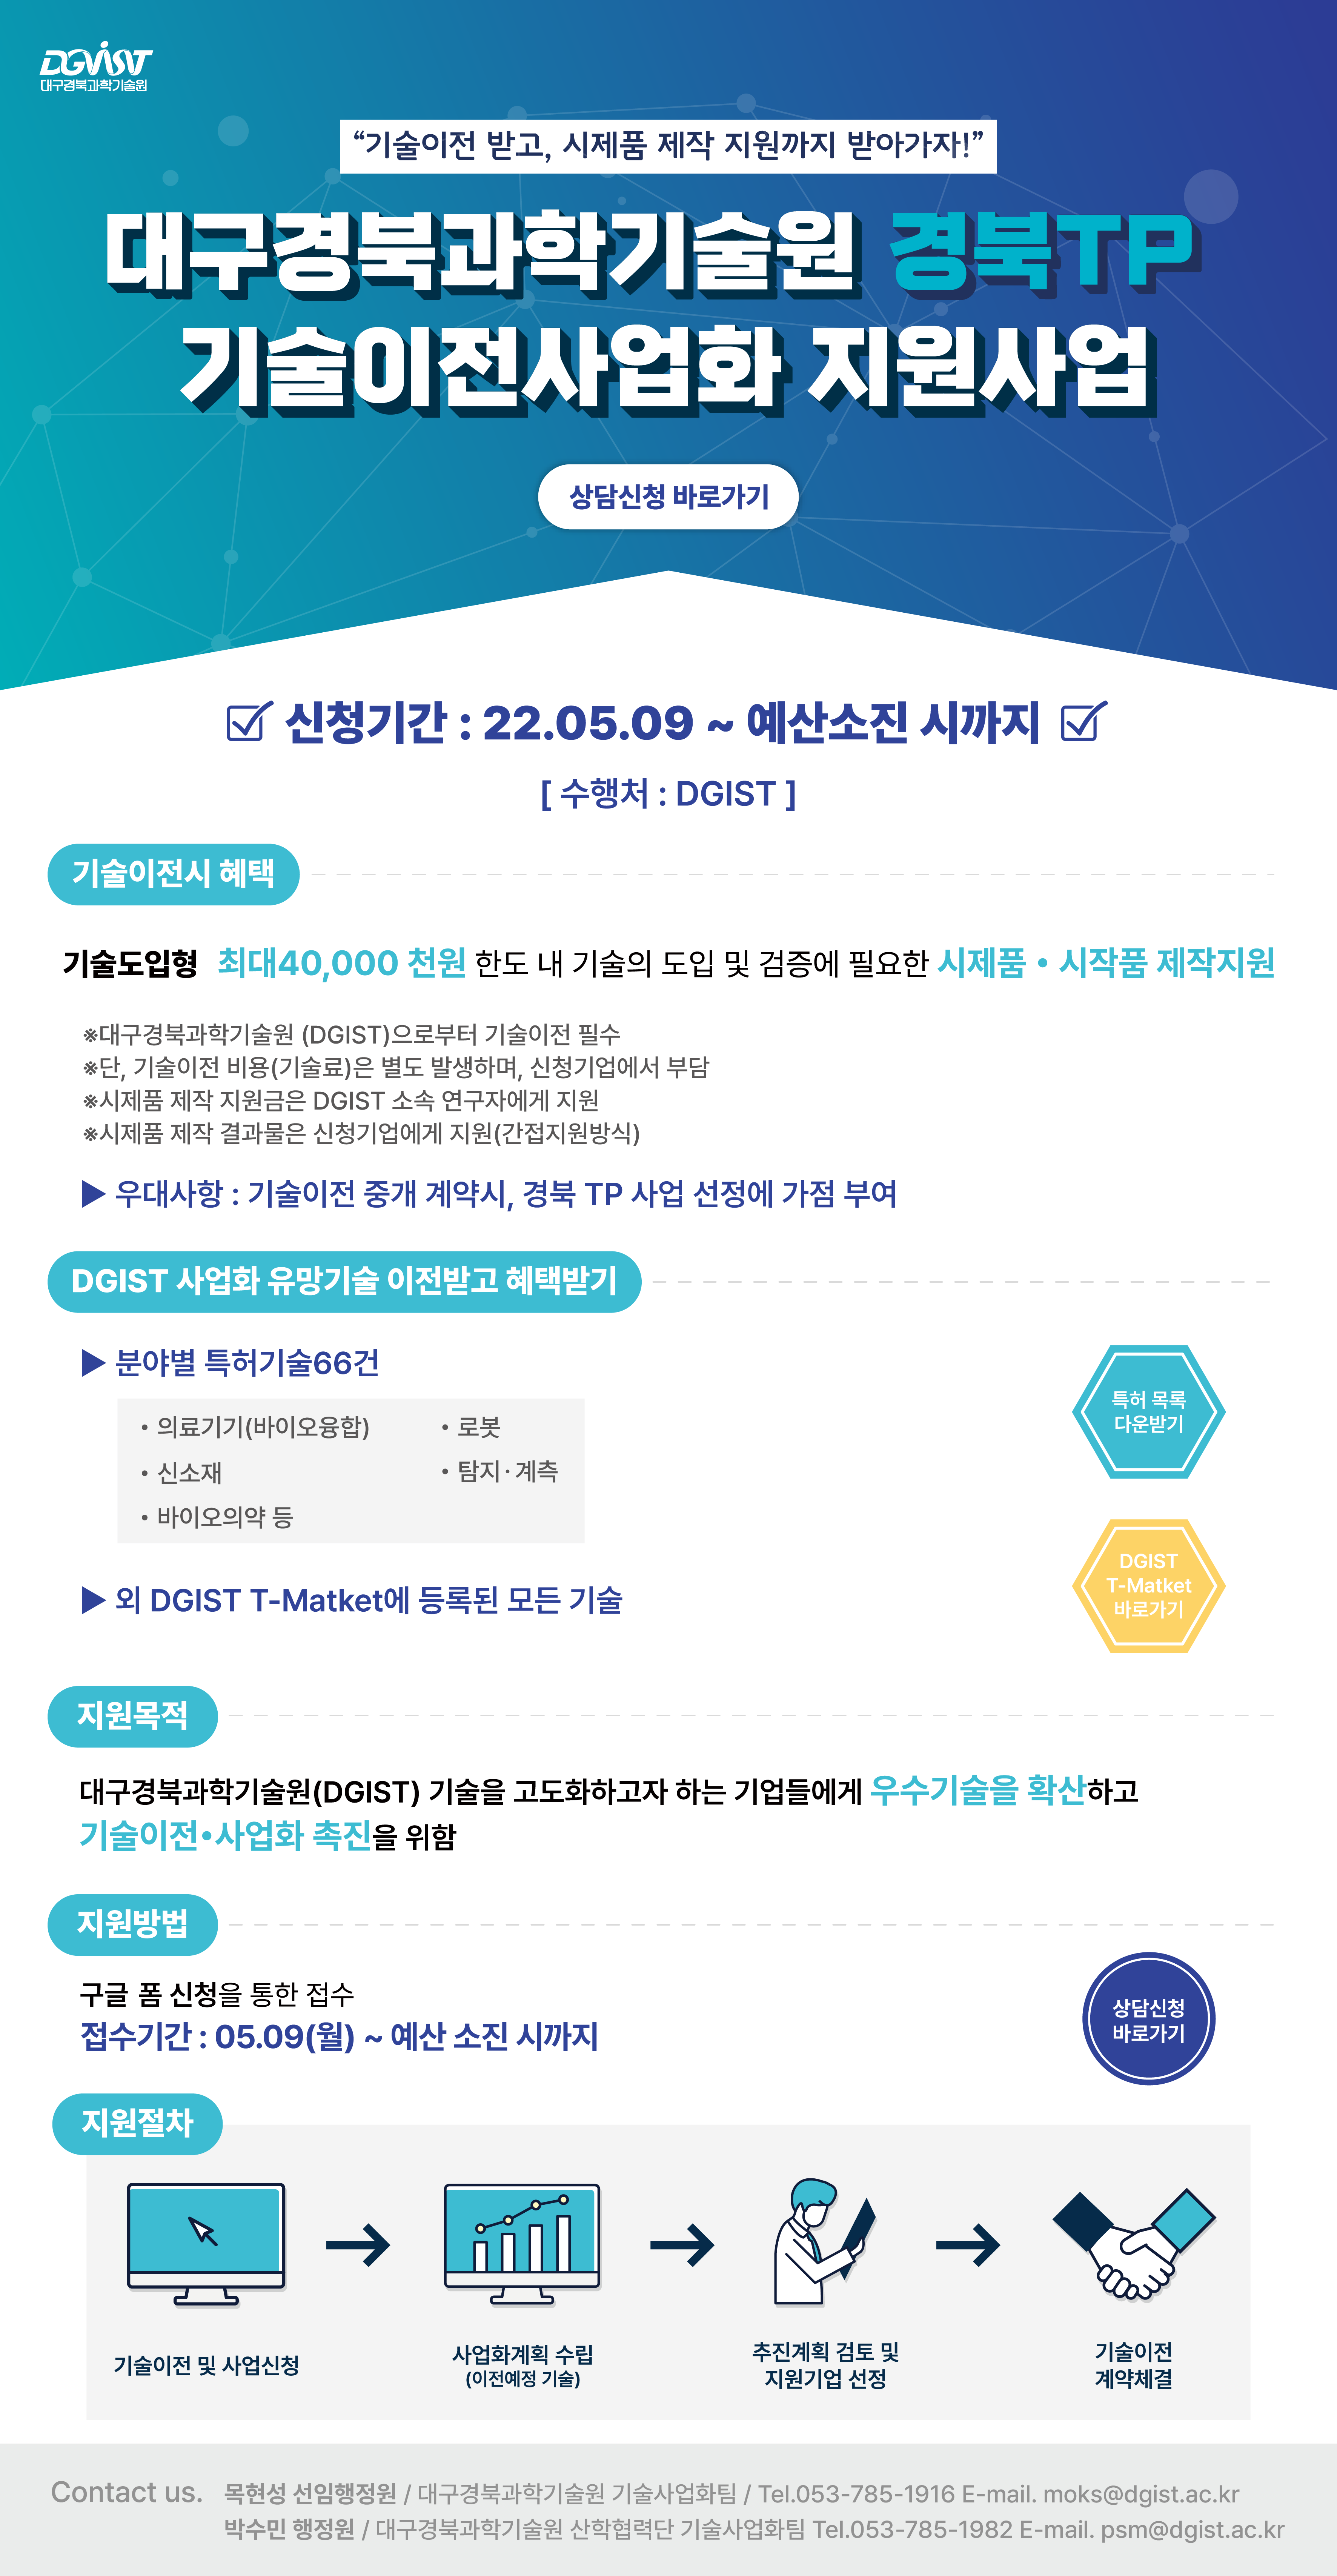 DGIST
대구경북과학기술원
“기술이전 받고, 시제품 제작 지원까지 받아가자!”
대구경북과학기술원 경북TP
기술이전사업화 지원사업
상담신청 바로가기
신청기간 : 22.05.09 ~ 예산소진 시까지
[ 수행처 : DGIST ]
기술이전시 혜택
기술도입형 최대40,000 천원 한도 내 기술의 도입 및 검증에 필요한 시제품 • 시작품 제작지원
※대구경북과학기술원 (DGIST)으로부터 기술이전 필수
※단, 기술이전 비용(기술료)은 별도 발생하며, 신청기업에서 부담
※시제품 제작 지원금은 DGIST 소속 연구자에게 지원
※시제품 제작 결과물은 신청기업에게 지원(간접지원방식)
▶ 우대사항 : 기술이전 중개 계약시, 경북 TP 사업 선정에 가점 부여
DGIST 사업화 유망기술 이전받고 혜택받기
▶ 분야별 특허기술66건
• 의료기기(바이오융합)
• 로봇
• 신소재
• 탐지 · 계측
• 바이오의약 등
특허 목록
다운받기
▶ 외 DGIST T-Matket에 등록된 모든 기술
DGIST
T-Matket
바로가기
지원목적
대구경북과학기술원(DGIST) 기술을 고도화하고자 하는 기업들에게 우수기술을 확산하고
기술이전•사업화 촉진을 위함
지원방법
구글 폼 신청을 통한 접수
접수기간 : 05.09(월) ~ 예산 소진 시까지
상담신청
바로가기
지원절차
기술이전 및 사업신청
사업화계획 수립
(이전예정 기술)
추진계획 검토 및
지원기업 선정
기술이전
계약체결
Contact us. 목현성 선임행정원 / 대구경북과학기술원 기술사업화팀 / Tel.053-785-1916 E-mail. moks@dgist.ac.kr
박수민 행정원 / 대구경북과학기술원 산학협력단 기술사업화팀 Tel.053-785-1982 E-mail. psm@dgist.ac.kr